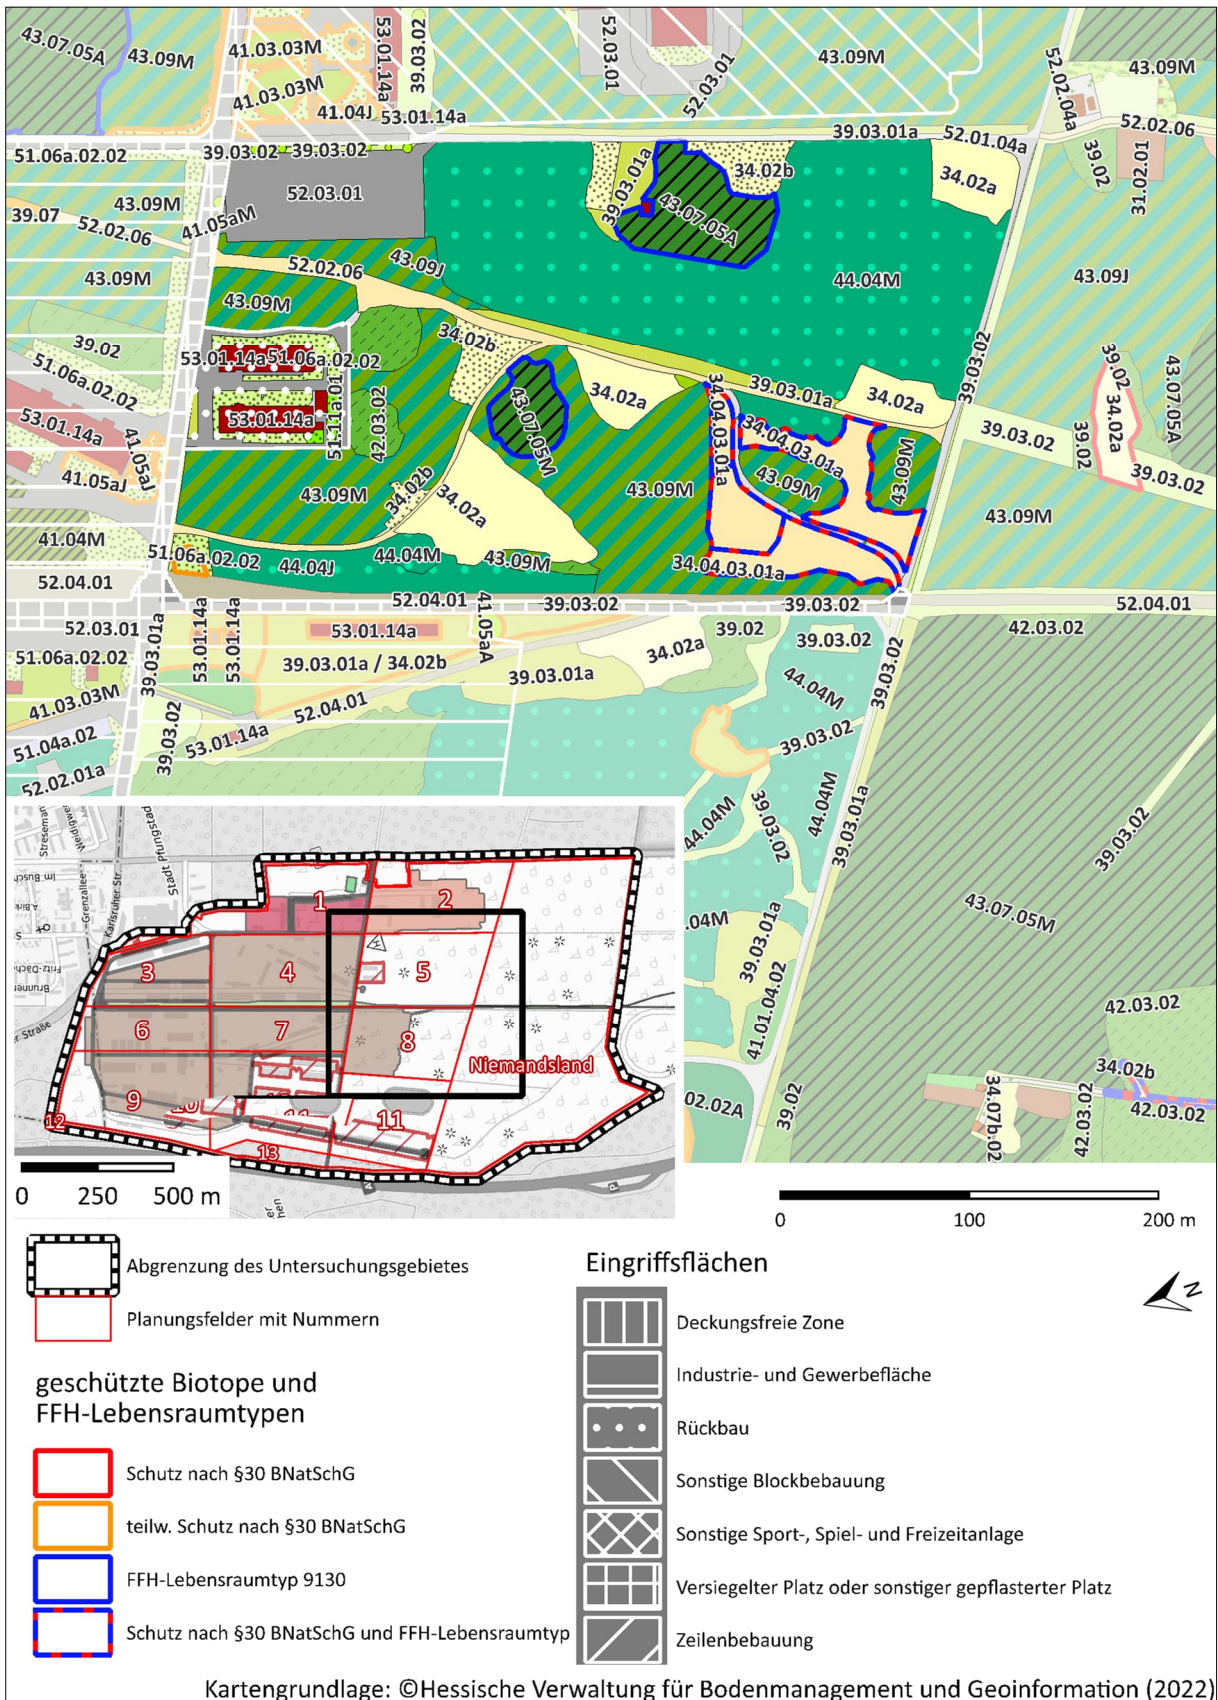 43.07.05A
43.09M
41.03.03M
41.03.03M
41.04J
53.01.14a
39.03.02
53.01.14a
52.03.01
52.03.01
43.09M
52.02.04a
43.09M
52.02.06
39.02
31.02.01
51.06a.02.02
39.03.02
39.03.02
39.03.01a
52.01.04a
43.09M
39.07
52.02.06
41.05aM
52.03.01
39.03.01a
34.02b
43.07.05A
34.02a
43.09M
52.02.06
43.09J
44.04M
43.09J
43.09M
39.02
51.06a.02.02
53.01.14a
51.06a.02.02
34.02b
34.02a
39.03.01a
34.02a
39.03.02
39.02
34.02a
43.07.05A
53.01.14a
53.01.14a
51.11a.01
42.03.02
43.07.05M
34.04.03.01a
34.04.03.01a
39.03.02
39.02
39.03.02
41.05aJ
41.05aJ
43.09M
34.02b
34.02a
43.09M
43.09M
43.09M
43.09M
41.04M
51.06a.02.02
44.04J
44.04M
43.09M
34.04.03.01a
52.04.01
52.04.01
39.03.02
39.03.02
52.04.01
52.03.01
39.03.01a
53.01.14a
53.01.14a
53.01.14a
41.05aA
39.02
39.03.02
42.03.02
51.06a.02.02
39.03.01a / 34.02b
34.02a
39.03.01a
44.04M
39.03.02
41.03.03M
52.04.01
51.04a.02
39.03.02
53.01.14a
39.03.02
52.02.01a
44.04M
39.03.02
44.04M
39.03.01a
39.03.02
.04M
39.03.01a
43.07.05M
41.01.04.02
42.03.02
02.02A
39.02
34.07b.02
42.03.02
34.02b
42.03.02
Stadt Pfungstadt
Karlsruher Str.
Grenzallee
Im Busch
1
2
3
4
5
6
7
8
9
10
11
12
13
Niemandsland
0 250 500 m
0 100 200 m
N
Abgrenzung des Untersuchungsgebietes
Planungsfelder mit Nummern
geschützte Biotope und
FFH-Lebensraumtypen
Schutz nach §30 BNatSchG
teilw. Schutz nach §30 BNatSchG
FFH-Lebensraumtyp 9130
Schutz nach §30 BNatSchG und FFH-Lebensraumtyp
Eingriffsflächen
Deckungsfreie Zone
Industrie- und Gewerbefläche
Rückbau
Sonstige Blockbebauung
Sonstige Sport-, Spiel- und Freizeitanlage
Versiegelter Platz oder sonstiger gepflasterter Platz
Zeilenbebauung
Kartengrundlage: ©Hessische Verwaltung für Bodenmanagement und Geoinformation (2022)